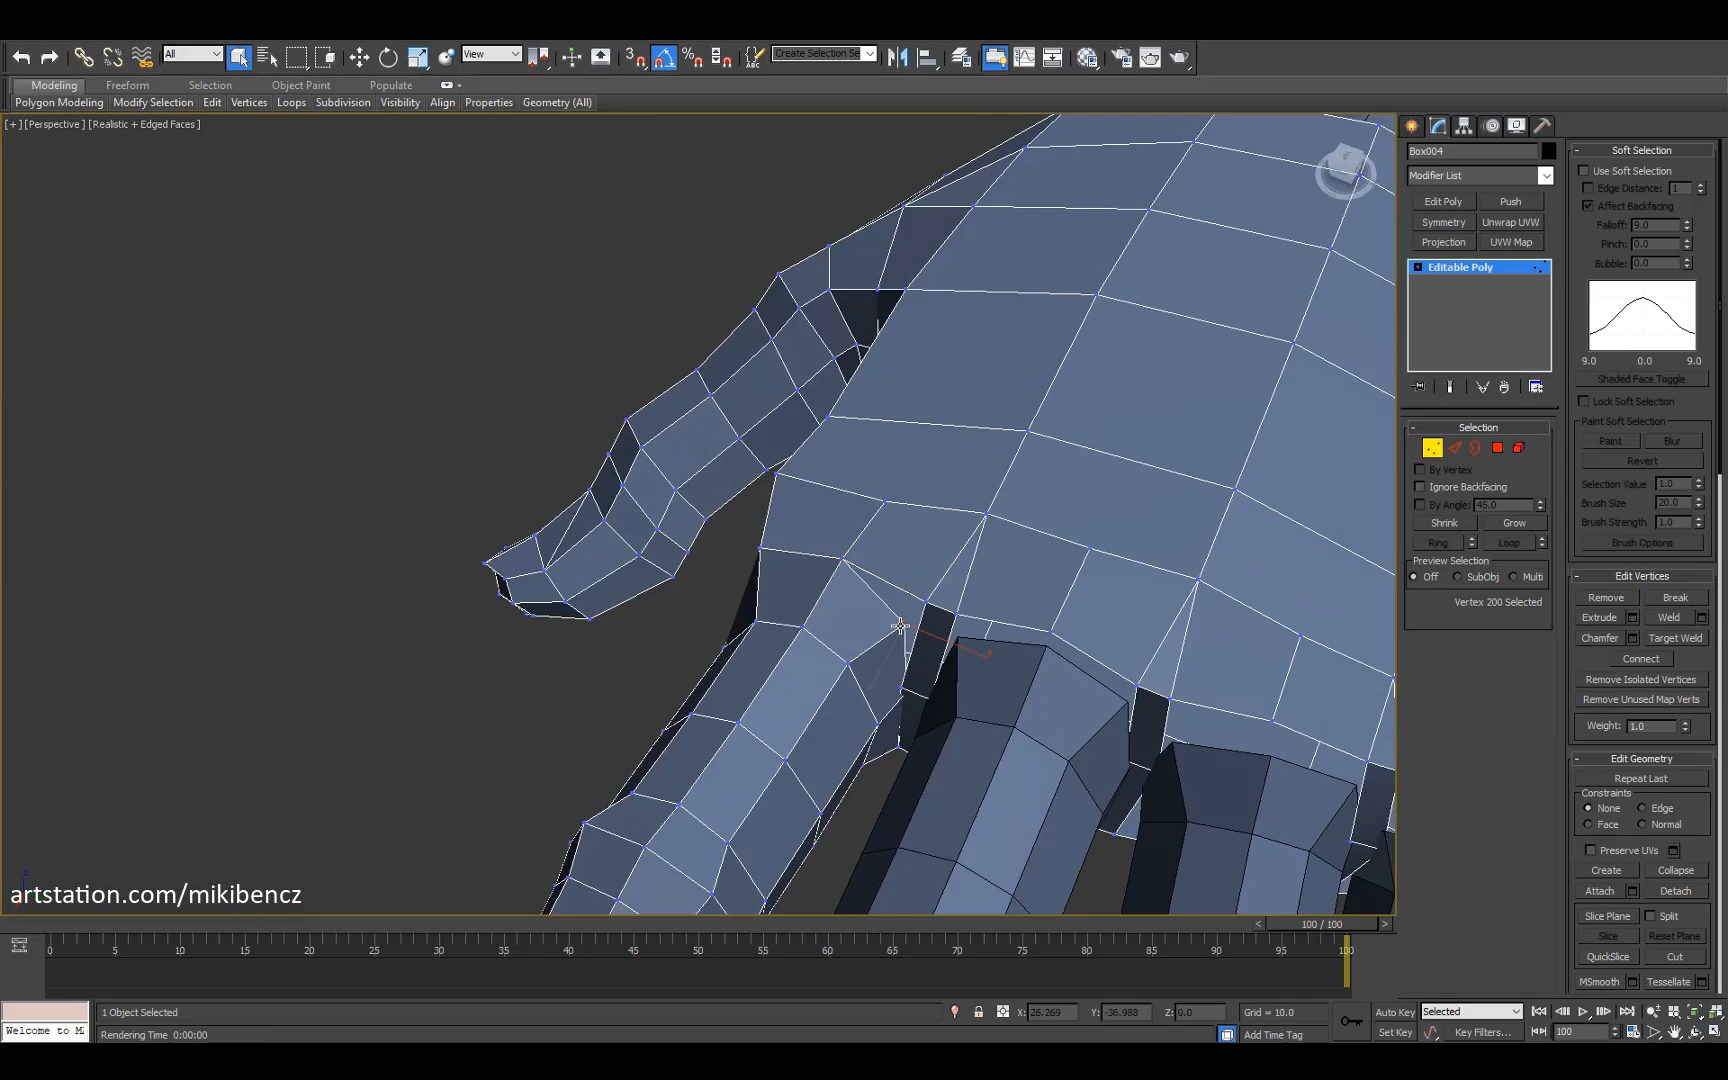 All
View
Create Selection Se
Modeling Freeform Selection Object Paint Populate
Polygon Modeling Modify Selection Edit Vertices Loops Subdivision Visibility Align Properties Geometry (All)
[+] [Perspective] [Realistic + Edged Faces]
Box004
Modifier List
Edit Poly Push
Symmetry Unwrap UVW
Projection UVW Map
Editable Poly
Selection
By Vertex
Ignore Backfacing
By Angle: 45.0
Shrink Grow
Ring Loop
Preview Selection
Off SubObj Multi
Vertex 200 Selected
Soft Selection
Use Soft Selection
Edge Distance: 1
Affect Backfacing
Falloff: 9.0
Pinch: 0.0
Bubble: 0.0
9.0 0.0 9.0
Shaded Face Toggle
Lock Soft Selection
Paint Soft Selection
Paint Blur
Revert
Selection Value 1.0
Brush Size 20.0
Brush Strength 1.0
Brush Options
Edit Vertices
Remove Break
Extrude Weld
Chamfer Target Weld
Connect
Remove Isolated Vertices
Remove Unused Map Verts
Weight: 1.0
Edit Geometry
Repeat Last
Constraints
None Edge
Face Normal
Preserve UVs
Create Collapse
Attach Detach
Slice Plane Split
Slice Reset Plane
QuickSlice Cut
MSmooth Tessellate
artstation.com/mikibencz
100 / 100
0 5 10 15 20 25 30 35 40 45 50 55 60 65 70 75 80 85 90 95 100
1 Object Selected
X: 26.269 Y: -36.988 Z: 0.0 Grid = 10.0
Auto Key Selected
Welcome to M
Rendering Time 0:00:00
Add Time Tag
Set Key Key Filters... 100